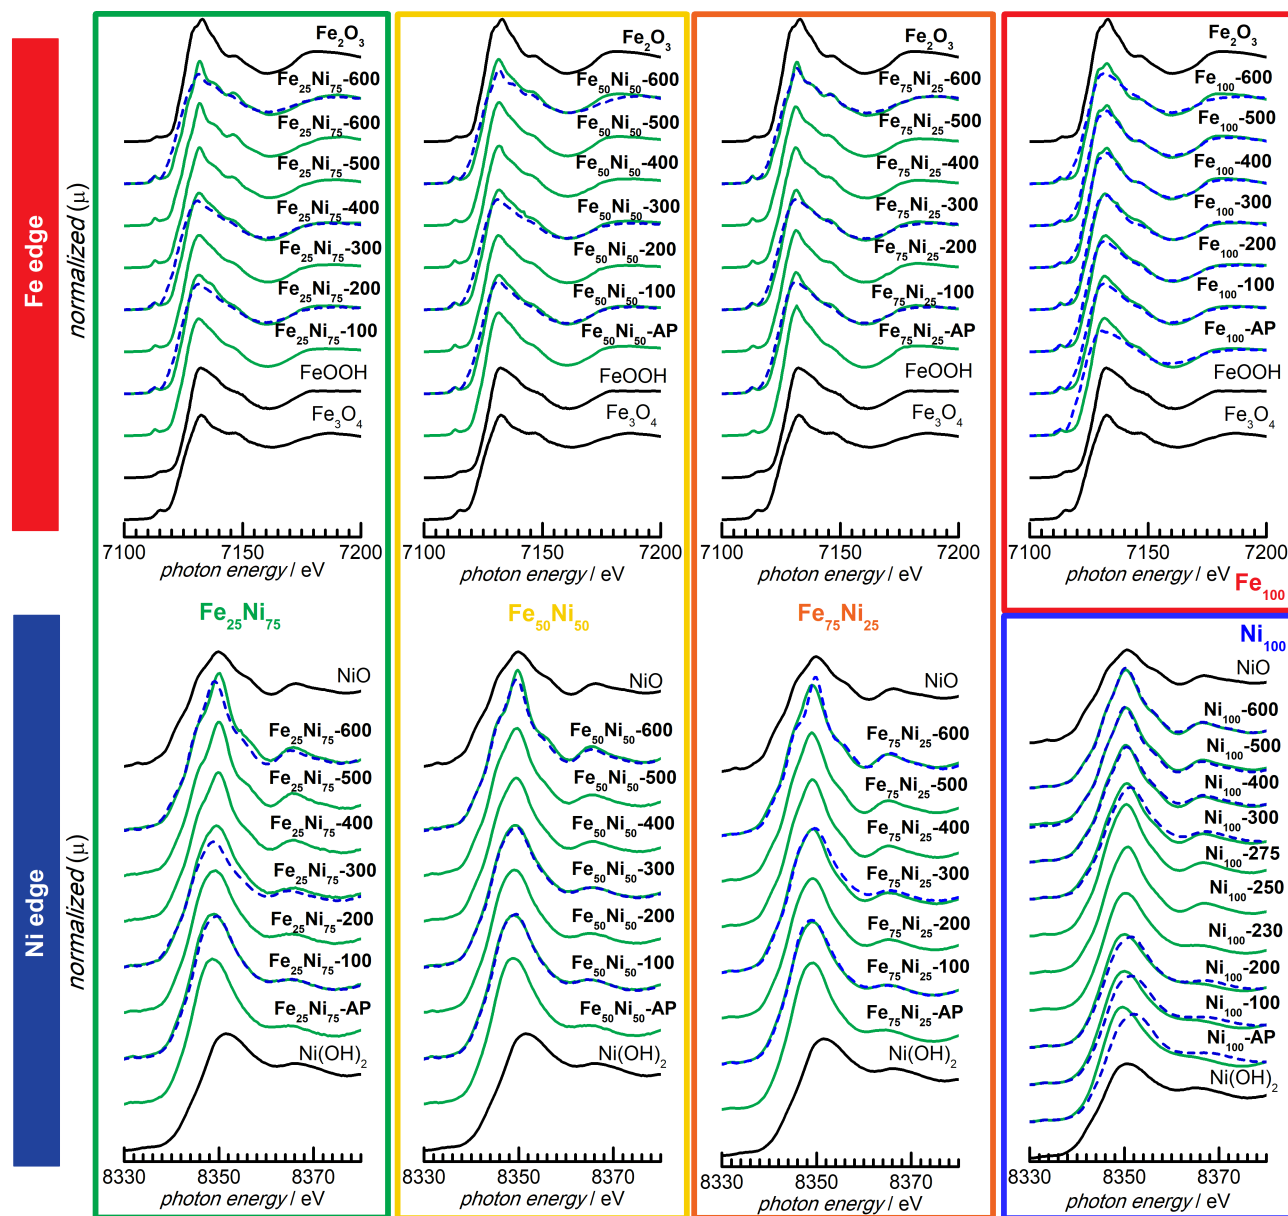 Fe edge
normalized (μ)
Fe2O3
Fe25Ni75-600
Fe25Ni75-600
Fe25Ni75-500
Fe25Ni75-400
Fe25Ni75-300
Fe25Ni75-200
Fe25Ni75-100
FeOOH
Fe3O4
7100 7150 7200
photon energy / eV
Fe2O3
Fe50Ni50-600
Fe50Ni50-500
Fe50Ni50-400
Fe50Ni50-300
Fe50Ni50-200
Fe50Ni50-100
Fe50Ni50-AP
FeOOH
Fe3O4
7100 7150 7200
photon energy / eV
Fe2O3
Fe75Ni25-600
Fe75Ni25-500
Fe75Ni25-400
Fe75Ni25-300
Fe75Ni25-200
Fe75Ni25-100
Fe75Ni25-AP
FeOOH
Fe3O4
7100 7150 7200
photon energy / eV
Fe2O3
Fe100-600
Fe100-500
Fe100-400
Fe100-300
Fe100-200
Fe100-100
Fe100-AP
FeOOH
Fe3O4
7100 7150 7200
photon energy / eV
Fe100
Ni edge
normalized (μ)
Fe25Ni75
NiO
Fe25Ni75-600
Fe25Ni75-500
Fe25Ni75-400
Fe25Ni75-300
Fe25Ni75-200
Fe25Ni75-100
Fe25Ni75-AP
Ni(OH)2
8330 8350 8370
photon energy / eV
Fe50Ni50
NiO
Fe50Ni50-600
Fe50Ni50-500
Fe50Ni50-400
Fe50Ni50-300
Fe50Ni50-200
Fe50Ni50-100
Fe50Ni50-AP
Ni(OH)2
8330 8350 8370
photon energy / eV
Fe75Ni25
NiO
Fe75Ni25-600
Fe75Ni25-500
Fe75Ni25-400
Fe75Ni25-300
Fe75Ni25-200
Fe75Ni25-100
Fe75Ni25-AP
Ni(OH)2
8330 8350 8370
photon energy / eV
Ni100
NiO
Ni100-600
Ni100-500
Ni100-400
Ni100-300
Ni100-275
Ni100-250
Ni100-230
Ni100-200
Ni100-100
Ni100-AP
Ni(OH)2
8330 8350 8370
photon energy / eV